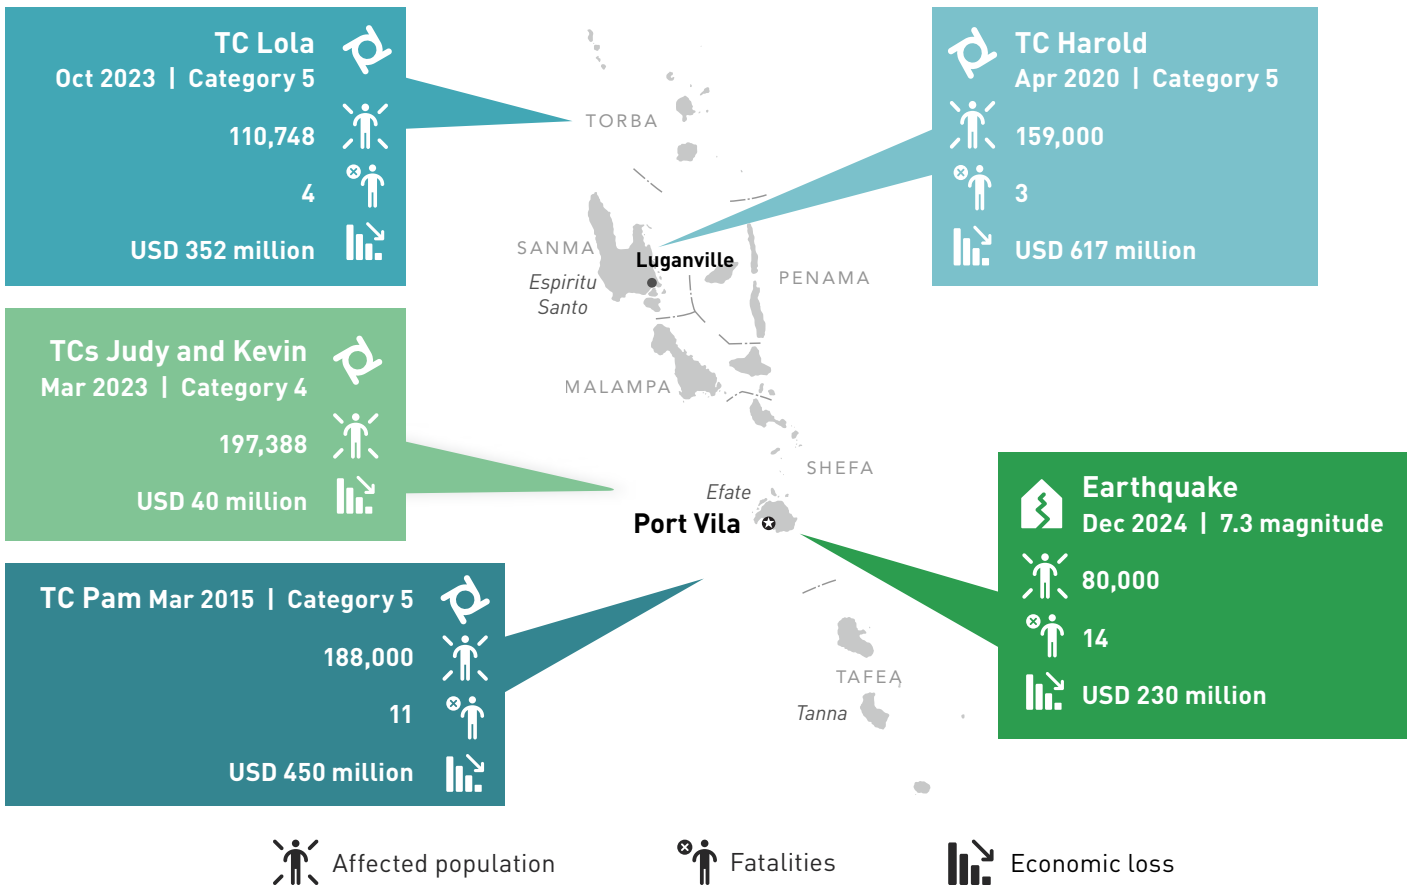 TC Lola
Oct 2023 | Category 5
110,748
4
USD 352 million
TC Harold
Apr 2020 | Category 5
159,000
3
USD 617 million
TORBA
SANMA
Luganville
Espiritu
Santo
PENAMA
MALAMPA
SHEFA
Efate
Port Vila
TAFEA
Tanna
TCs Judy and Kevin
Mar 2023 | Category 4
197,388
USD 40 million
TC Pam Mar 2015 | Category 5
188,000
11
USD 450 million
Earthquake
Dec 2024 | 7.3 magnitude
80,000
14
USD 230 million
Affected population
Fatalities
Economic loss